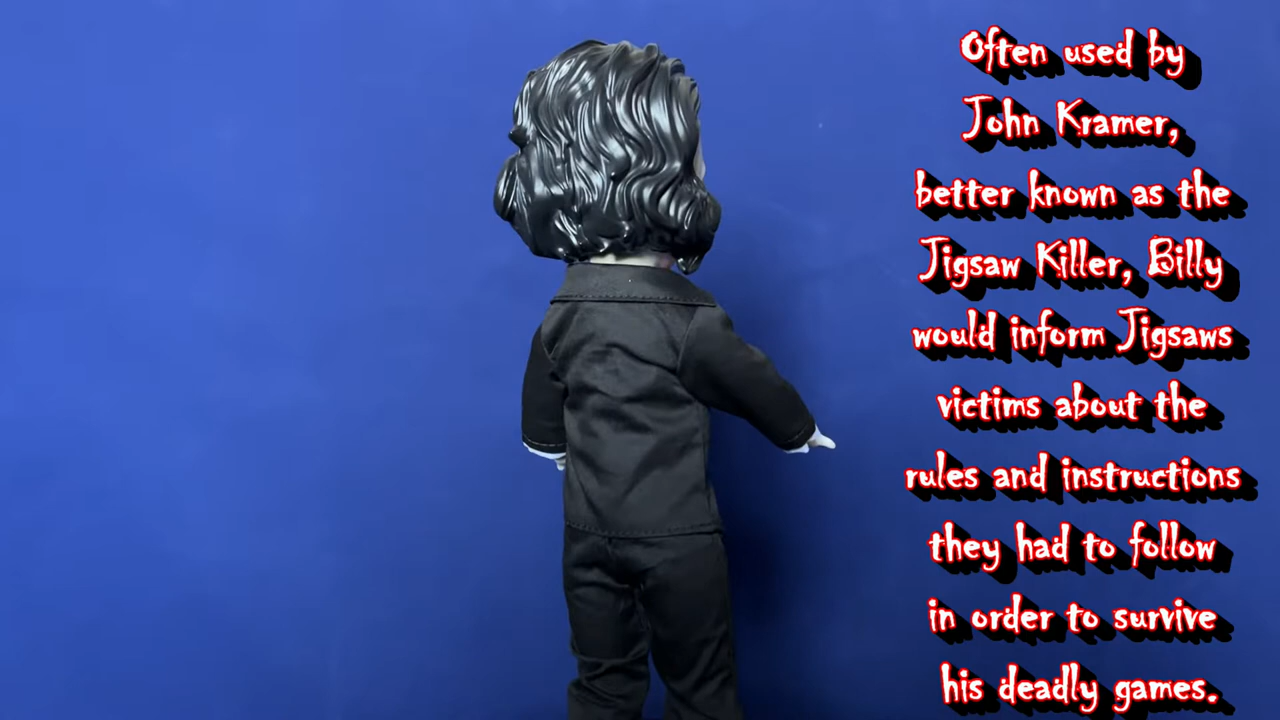 Often used by
John Kramer,
better known as the
Jigsaw Killer, Billy
would inform Jigsaws
victims about the
rules and instructions
they had to follow
in order to survive
his deadly games.